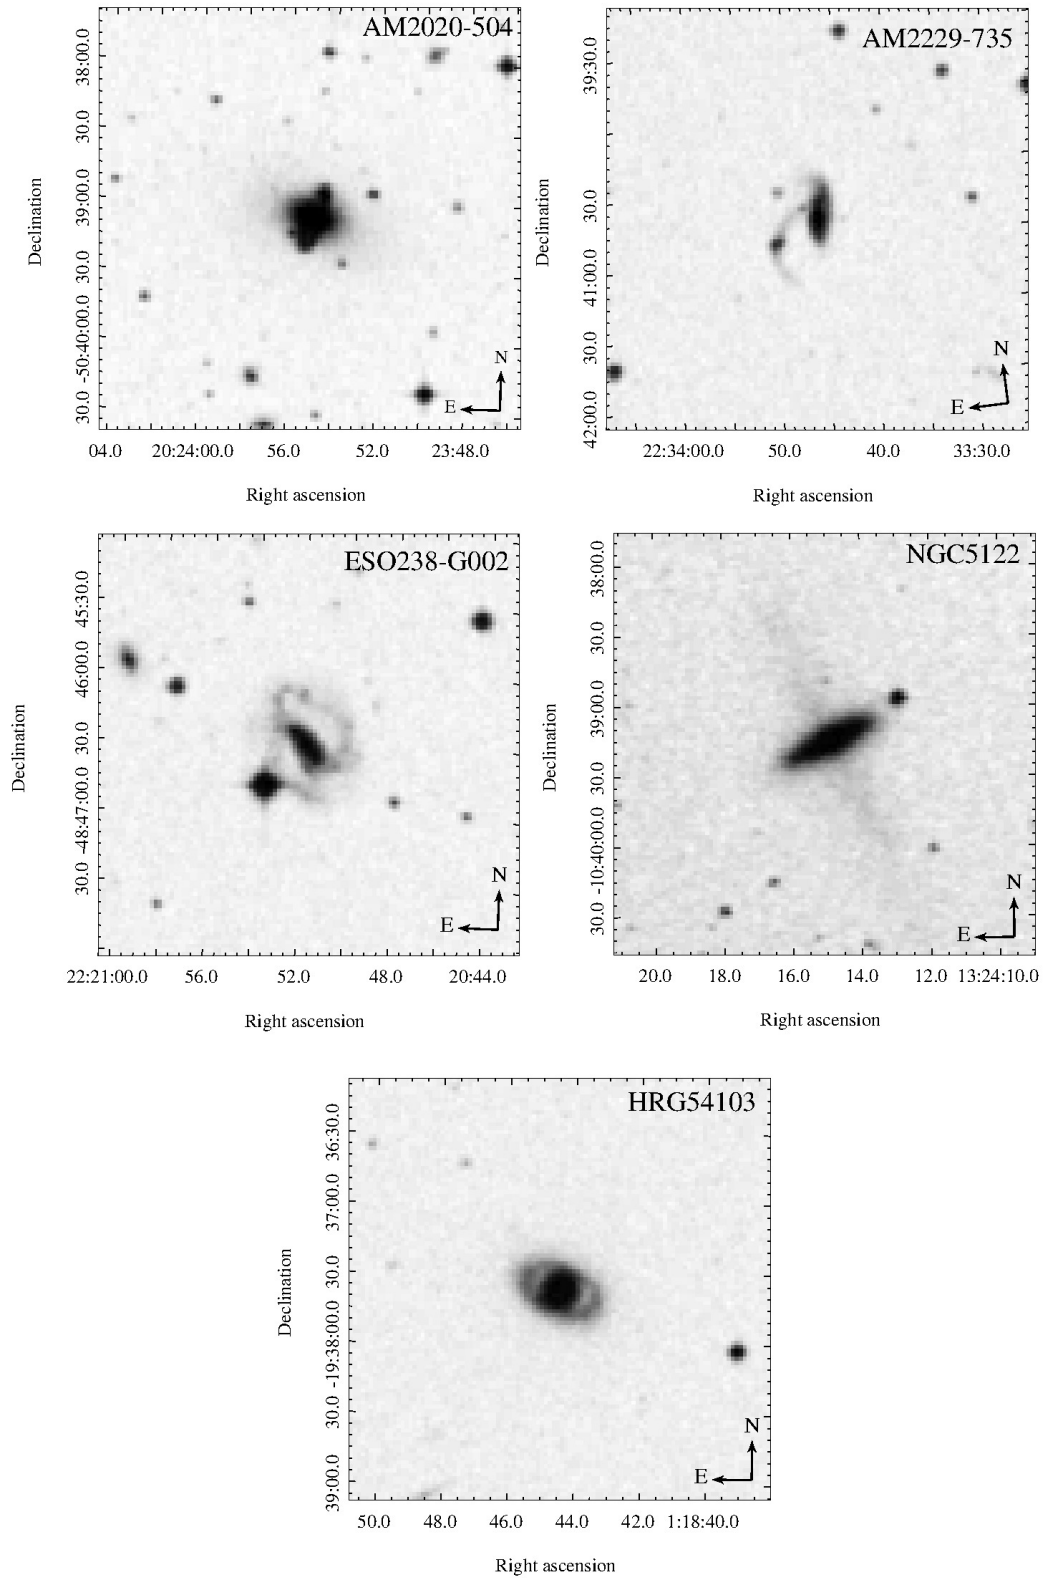 AM2020-504
Declination
38:00.0
30.0
39:00.0
30.0
-50:40:00.0
30.0
N
E
04.0 20:24:00.0 56.0 52.0 23:48.0
Right ascension
AM2229-735
Declination
39:30.0
30.0
41:00.0
30.0
42:00.0
N
E
22:34:00.0 50.0 40.0 33:30.0
Right ascension
ESO238-G002
Declination
45:30.0
46:00.0
30.0
-48:47:00.0
30.0
N
E
22:21:00.0 56.0 52.0 48.0 20:44.0
Right ascension
NGC5122
Declination
38:00.0
30.0
39:00.0
30.0
-10:40:00.0
30.0
N
E
20.0 18.0 16.0 14.0 12.0 13:24:10.0
Right ascension
HRG54103
Declination
36:30.0
37:00.0
30.0
-19:38:00.0
30.0
39:00.0
N
E
50.0 48.0 46.0 44.0 42.0 1:18:40.0
Right ascension